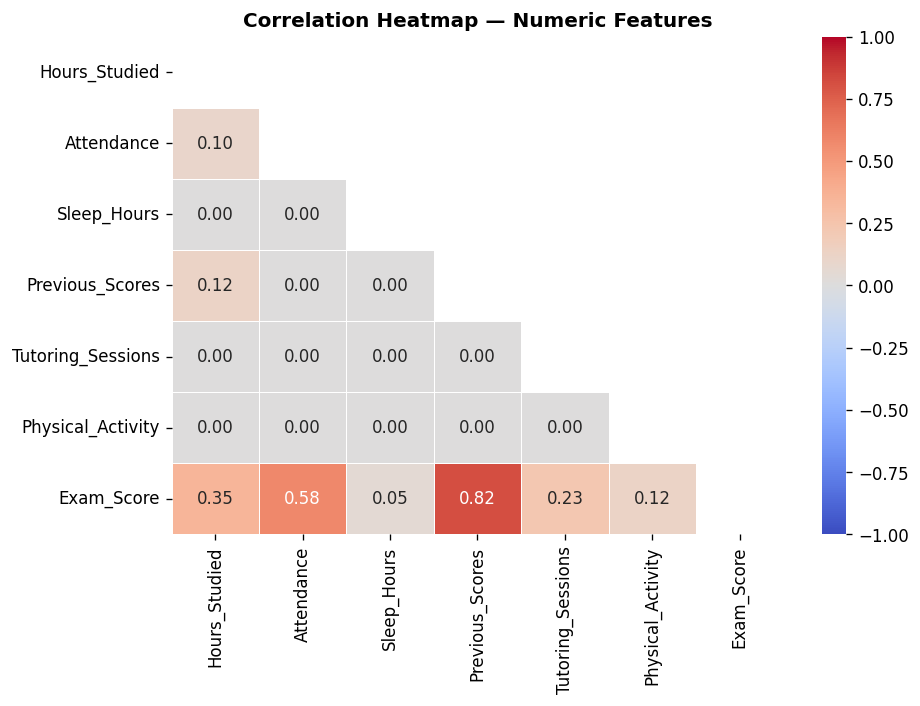 Correlation Heatmap — Numeric Features
Hours_Studied
Attendance 0.10
Sleep_Hours 0.00 0.00
Previous_Scores 0.12 0.00 0.00
Tutoring_Sessions 0.00 0.00 0.00 0.00
Physical_Activity 0.00 0.00 0.00 0.00 0.00
Exam_Score 0.35 0.58 0.05 0.82 0.23 0.12
Hours_Studied
Attendance
Sleep_Hours
Previous_Scores
Tutoring_Sessions
Physical_Activity
Exam_Score
1.00
0.75
0.50
0.25
0.00
−0.25
−0.50
−0.75
−1.00